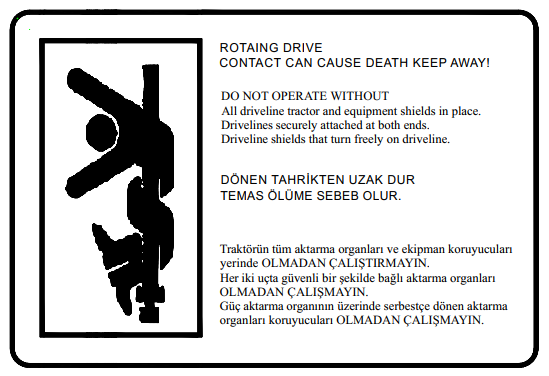 ROTAING DRIVE
CONTACT CAN CAUSE DEATH KEEP AWAY!
DO NOT OPERATE WITHOUT
All driveline tractor and equipment shields in place.
Drivelines securely attached at both ends.
Driveline shields that turn freely on driveline.
DÖNEN TAHRİKTEN UZAK DUR
TEMAS ÖLÜME SEBEB OLUR.
Traktörün tüm aktarma organları ve ekipman koruyucuları
yerinde OLMADAN ÇALIŞTIRMAYIN.
Her iki uçta güvenli bir şekilde bağlı aktarma organları
OLMADAN ÇALIŞMAYIN.
Güç aktarma organının üzerinde serbestçe dönen aktarma
organları koruyucuları OLMADAN ÇALIŞMAYIN.